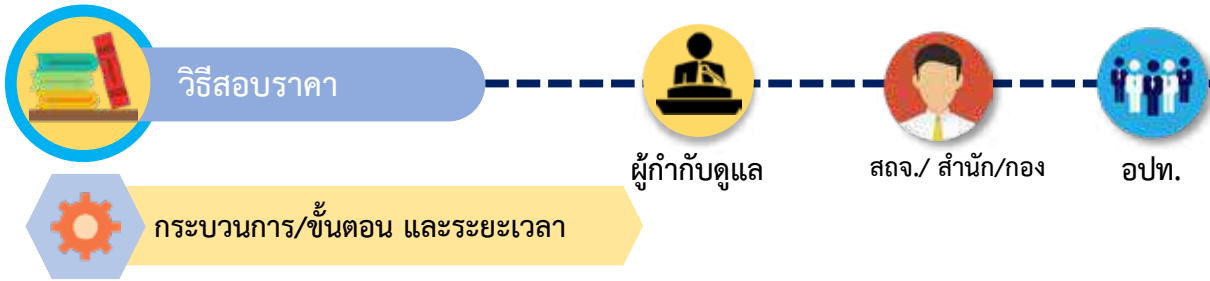 วิธีสอบราคา
ผู้กำกับดูแล
สถจ./ สำนัก/กอง
อปท.
กระบวนการ/ขั้นตอน และระยะเวลา